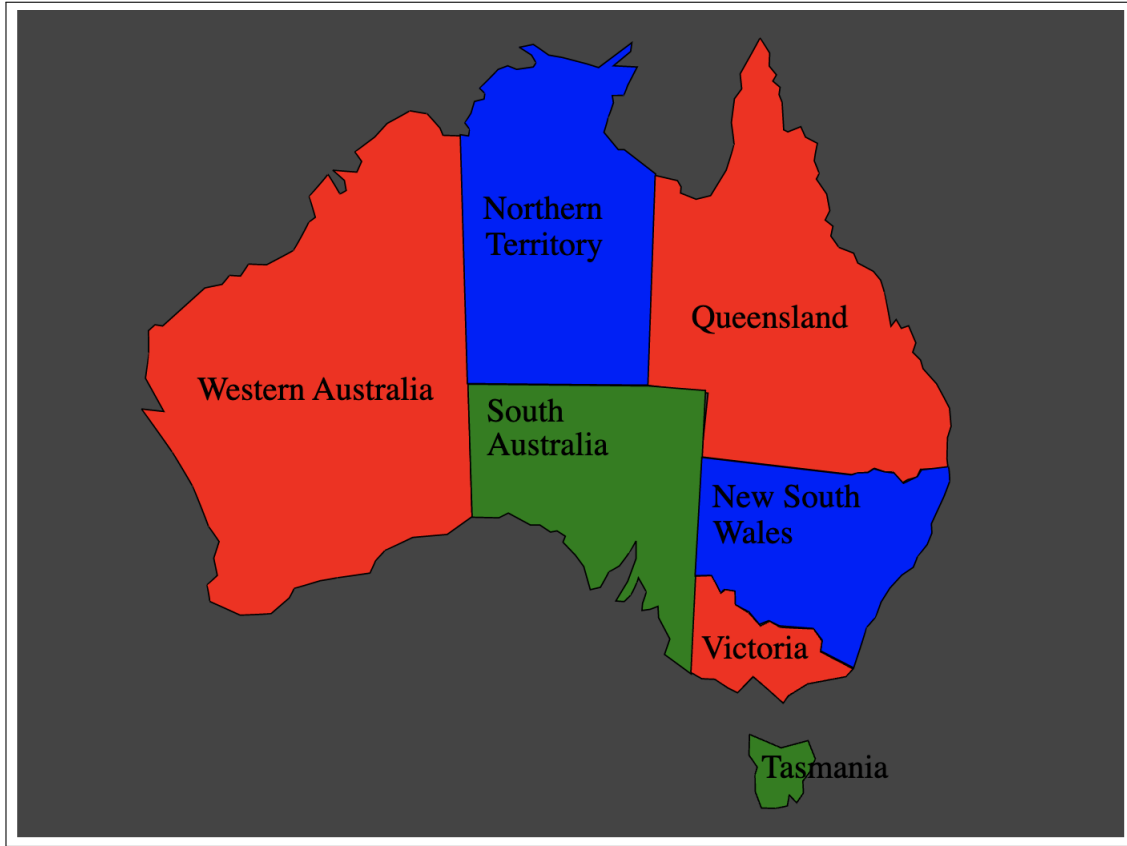 Northern
Territory
Queensland
Western Australia
South
Australia
New South
Wales
Victoria
Tasmania